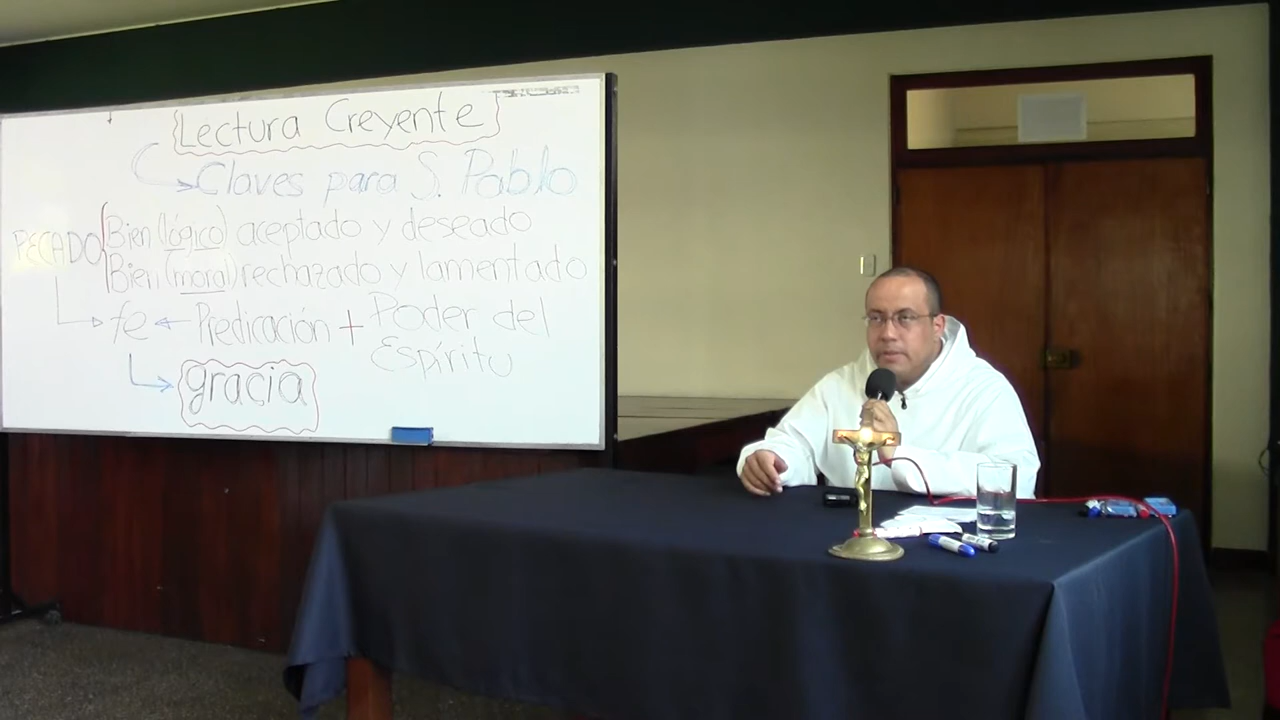 Lectura Creyente
Claves para S. Pablo
PECADO
Bien (lógico) aceptado y deseado
Bien (moral) rechazado y lamentado
fe Predicación + Poder del
Espíritu
gracia